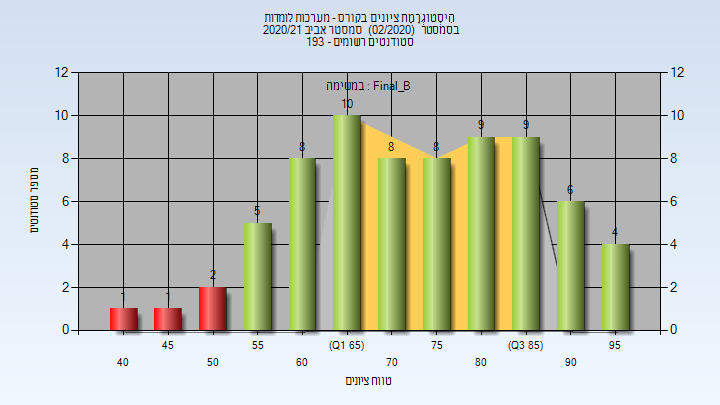 היסטוגרמת ציונים בקורס - מערכות לומדות
בסמסטר (02/2020) סמסטר אביב 2020/21
סטודנטים רשומים - 193
במשימה : Final_B
מספר סטודנטים
12 12
10 10
8 8
6 6
4 4
2 2
0 0
1 1 2 5 8 10 8 8 9 9 6 4
45 55 (Q1 65) 75 (Q3 85) 95
40 50 60 70 80 90
טווח ציונים